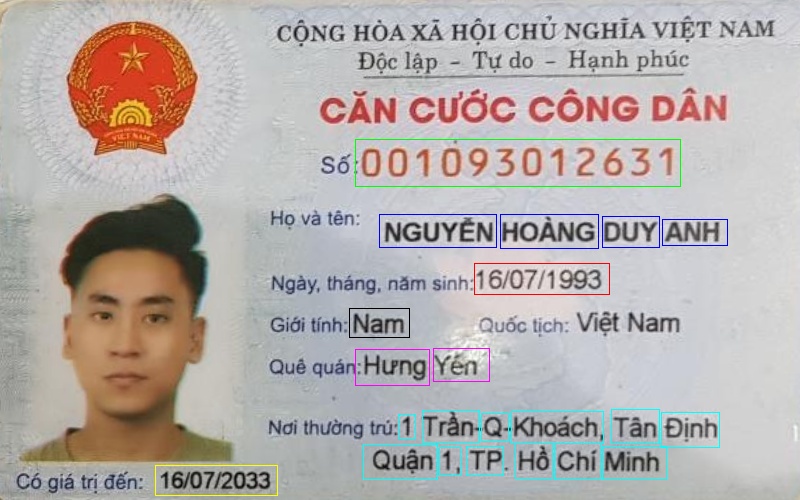 CỘNG HÒA XÃ HỘI CHỦ NGHĨA VIỆT NAM
Độc lập - Tự do - Hạnh phúc
CĂN CƯỚC CÔNG DÂN
Số: 001093012631
Họ và tên: NGUYỄN HOÀNG DUY ANH
Ngày, tháng, năm sinh: 16/07/1993
Giới tính: Nam Quốc tịch: Việt Nam
Quê quán: Hưng Yên
Nơi thường trú: 1 Trần-Q-Khoách, Tân Định
Quận 1, TP. Hồ Chí Minh
Có giá trị đến: 16/07/2033